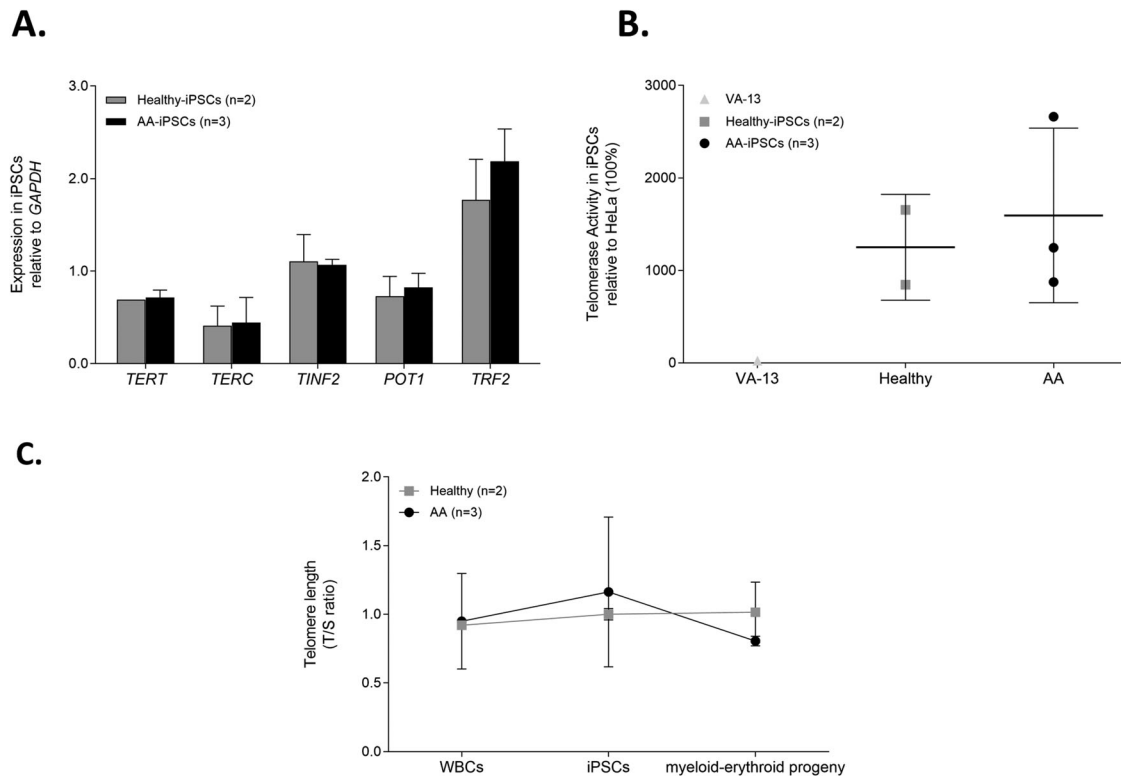 A.
Expression in iPSCs
relative to GAPDH
3.0
2.0
1.0
0.0
Healthy-iPSCs (n=2)
AA-iPSCs (n=3)
TERT TERC TINF2 POT1 TRF2
B.
Telomerase Activity in iPSCs
relative to HeLa (100%)
3000
2000
1000
0
VA-13
Healthy-iPSCs (n=2)
AA-iPSCs (n=3)
VA-13 Healthy AA
C.
Telomere length
(T/S ratio)
2.0
1.5
1.0
0.5
0.0
Healthy (n=2)
AA (n=3)
WBCs iPSCs myeloid-erythroid progeny